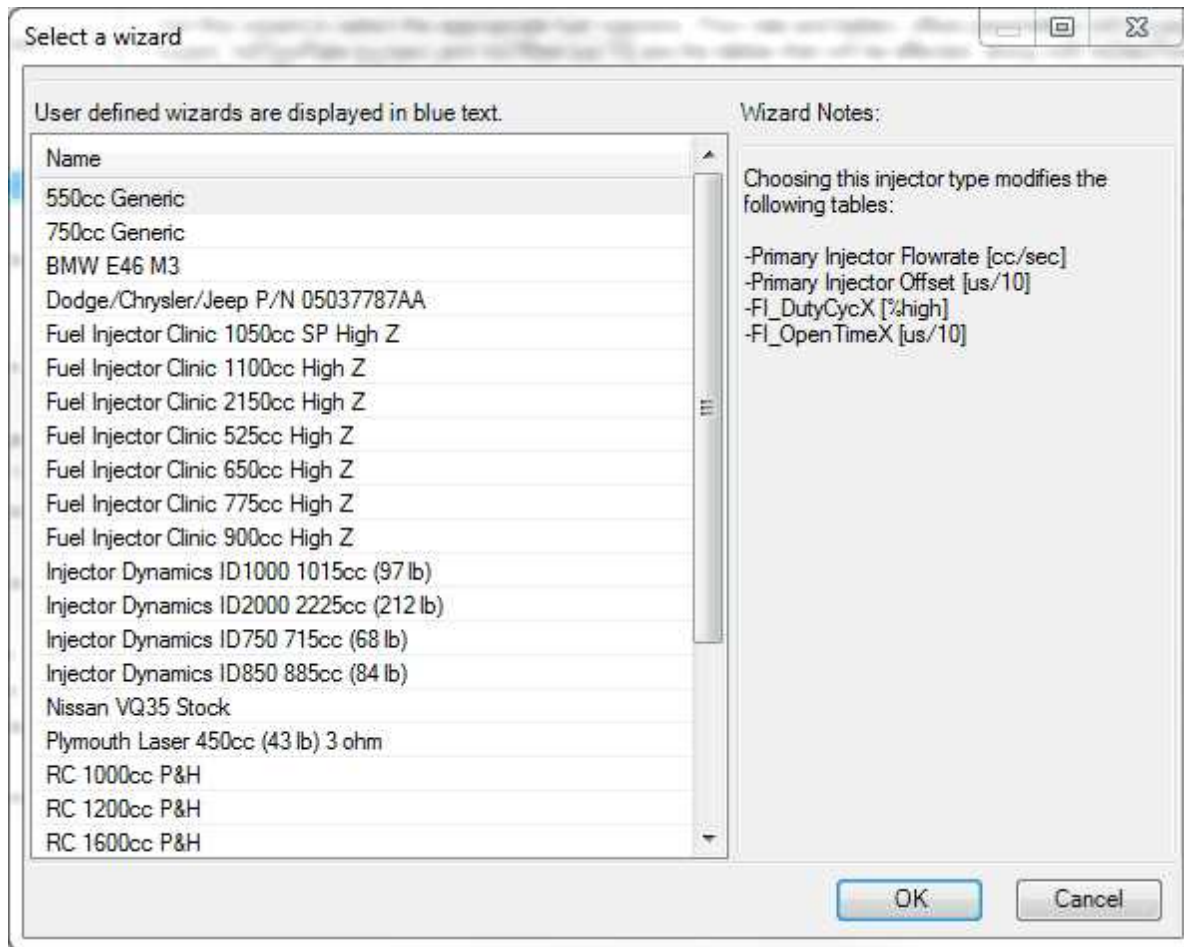 Select a wizard
User defined wizards are displayed in blue text.
Name
550cc Generic
750cc Generic
BMW E46 M3
Dodge/Chrysler/Jeep P/N 05037787AA
Fuel Injector Clinic 1050cc SP High Z
Fuel Injector Clinic 1100cc High Z
Fuel Injector Clinic 2150cc High Z
Fuel Injector Clinic 525cc High Z
Fuel Injector Clinic 650cc High Z
Fuel Injector Clinic 775cc High Z
Fuel Injector Clinic 900cc High Z
Injector Dynamics ID1000 1015cc (97 lb)
Injector Dynamics ID2000 2225cc (212 lb)
Injector Dynamics ID750 715cc (68 lb)
Injector Dynamics ID850 885cc (84 lb)
Nissan VQ35 Stock
Plymouth Laser 450cc (43 lb) 3 ohm
RC 1000cc P&H
RC 1200cc P&H
RC 1600cc P&H
Wizard Notes:
Choosing this injector type modifies the
following tables:
-Primary Injector Flowrate [cc/sec]
-Primary Injector Offset [us/10]
-FI_DutyCycX [%high]
-FI_OpenTimeX [us/10]
OK
Cancel